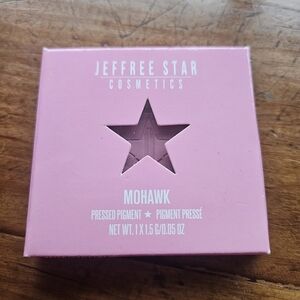 JEFFREE STAR
COSMETICS
MOHAWK
PRESSED PIGMENT ★ PIGMENT PRESSÉ
NET WT. 1 X 1.5 G/0.05 OZ